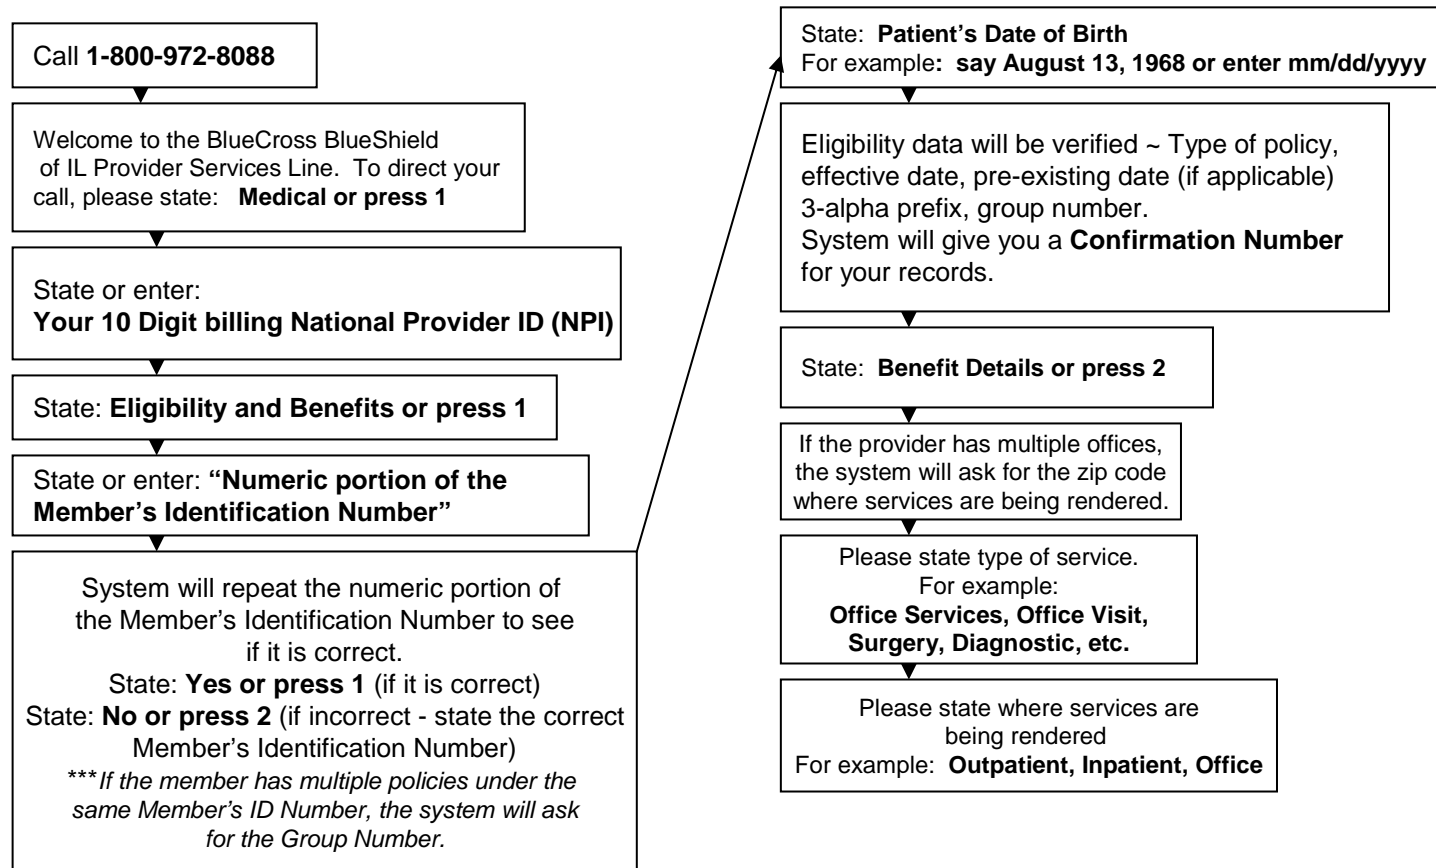 Call 1-800-972-8088
Welcome to the BlueCross BlueShield
of IL Provider Services Line. To direct your
call, please state: Medical or press 1
State or enter:
Your 10 Digit billing National Provider ID (NPI)
State: Eligibility and Benefits or press 1
State or enter: “Numeric portion of the
Member’s Identification Number”
System will repeat the numeric portion of
the Member’s Identification Number to see
if it is correct.
State: Yes or press 1 (if it is correct)
State: No or press 2 (if incorrect - state the correct
Member’s Identification Number)
***If the member has multiple policies under the
same Member’s ID Number, the system will ask
for the Group Number.
State: Patient’s Date of Birth
For example: say August 13, 1968 or enter mm/dd/yyyy
Eligibility data will be verified ~ Type of policy,
effective date, pre-existing date (if applicable)
3-alpha prefix, group number.
System will give you a Confirmation Number
for your records.
State: Benefit Details or press 2
If the provider has multiple offices,
the system will ask for the zip code
where services are being rendered.
Please state type of service.
For example:
Office Services, Office Visit,
Surgery, Diagnostic, etc.
Please state where services are
being rendered
For example: Outpatient, Inpatient, Office